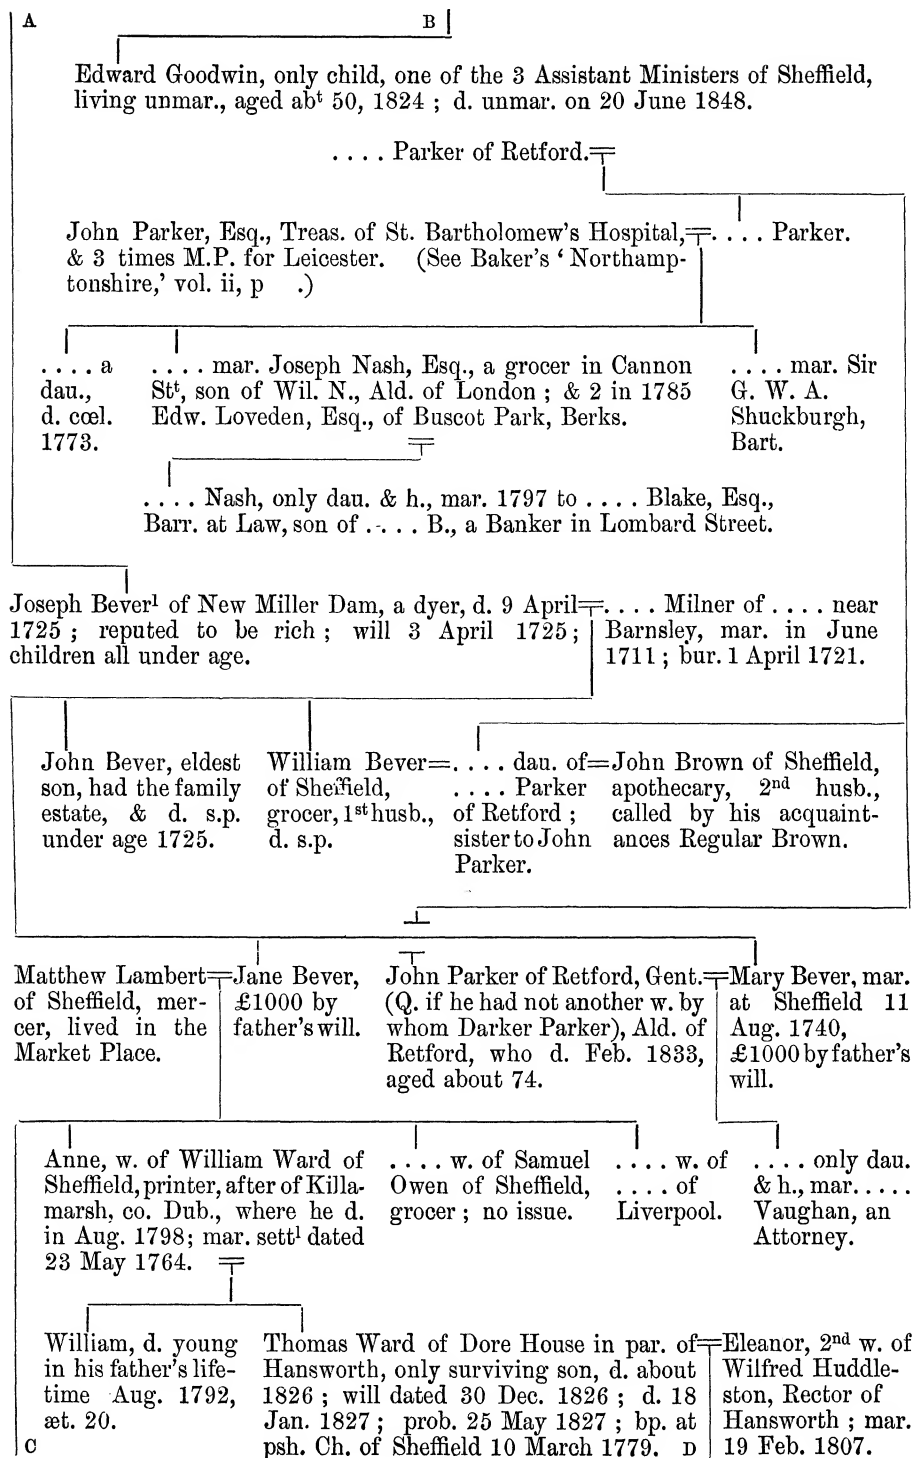 A
B
Edward Goodwin, only child, one of the 3 Assistant Ministers of Sheffield,
living unmar., aged abᵗ 50, 1824 ; d. unmar. on 20 June 1848.
. . . . Parker of Retford.
John Parker, Esq., Treas. of St. Bartholomew's Hospital,
& 3 times M.P. for Leicester. (See Baker's ' Northamp-
tonshire,' vol. ii, p .)
. . . . Parker.
. . . . a
dau.,
d. cœl.
1773.
. . . . mar. Joseph Nash, Esq., a grocer in Cannon
Stᵗ, son of Wil. N., Ald. of London ; & 2 in 1785
Edw. Loveden, Esq., of Buscot Park, Berks.
. . . . mar. Sir
G. W. A.
Shuckburgh,
Bart.
. . . . Nash, only dau. & h., mar. 1797 to . . . . Blake, Esq.,
Barr. at Law, son of . . . . B., a Banker in Lombard Street.
Joseph Bever¹ of New Miller Dam, a dyer, d. 9 April
1725 ; reputed to be rich ; will 3 April 1725 ;
children all under age.
. . . . Milner of . . . . near
Barnsley, mar. in June
1711 ; bur. 1 April 1721.
John Bever, eldest
son, had the family
estate, & d. s.p.
under age 1725.
William Bever=
of Sheffield,
grocer, 1ˢᵗ husb.,
d. s.p.
. . . . dau. of=
. . . . Parker
of Retford ;
sister to John
Parker.
John Brown of Sheffield,
apothecary, 2ⁿᵈ husb.,
called by his acquaint-
ances Regular Brown.
Matthew Lambert
of Sheffield, mer-
cer, lived in the
Market Place.
Jane Bever,
£1000 by
father's will.
John Parker of Retford, Gent.
(Q. if he had not another w. by
whom Darker Parker), Ald. of
Retford, who d. Feb. 1833,
aged about 74.
Mary Bever, mar.
at Sheffield 11
Aug. 1740,
£1000 by father's
will.
Anne, w. of William Ward of
Sheffield, printer, after of Killa-
marsh, co. Dub., where he d.
in Aug. 1798; mar. settˡ dated
23 May 1764.
. . . . w. of Samuel
Owen of Sheffield,
grocer ; no issue.
. . . . w. of
. . . . of
Liverpool.
. . . . only dau.
& h., mar. . . . .
Vaughan, an
Attorney.
William, d. young
in his father's life-
time Aug. 1792,
æt. 20.
Thomas Ward of Dore House in par. of
Hansworth, only surviving son, d. about
1826 ; will dated 30 Dec. 1826 ; d. 18
Jan. 1827 ; prob. 25 May 1827 ; bp. at
psh. Ch. of Sheffield 10 March 1779.
Eleanor, 2ⁿᵈ w. of
Wilfred Huddle-
ston, Rector of
Hansworth ; mar.
19 Feb. 1807.
C
D